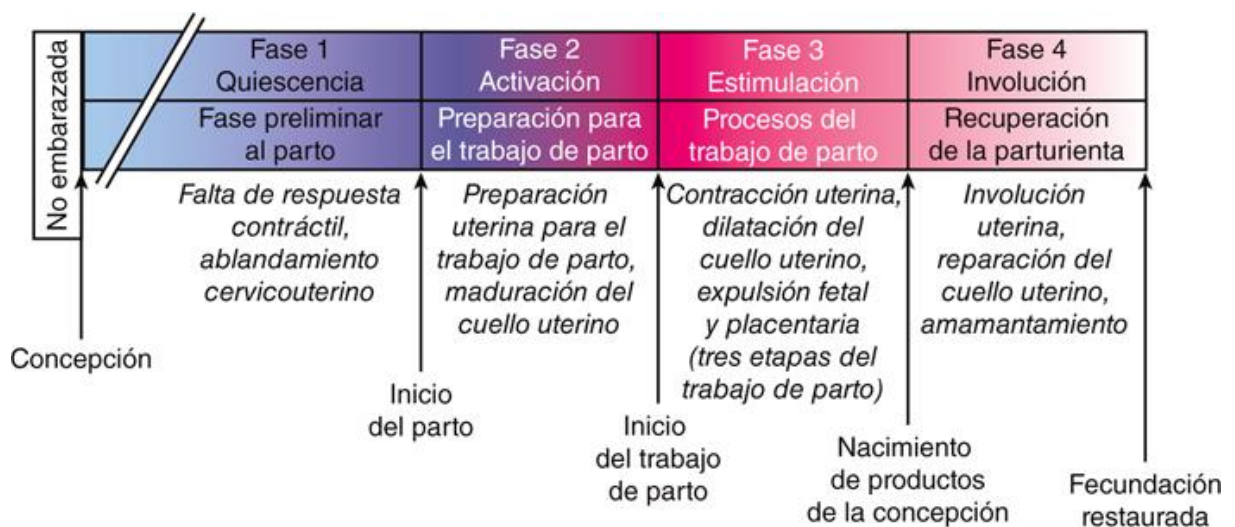 No embarazada
Fase 1
Quiescencia
Fase preliminar
al parto
Falta de respuesta
contráctil,
ablandamiento
cervicouterino
Fase 2
Activación
Preparación para
el trabajo de parto
Preparación
uterina para el
trabajo de parto,
maduración del
cuello uterino
Fase 3
Estimulación
Procesos del
trabajo de parto
Contracción uterina,
dilatación del
cuello uterino,
expulsión fetal
y placentaria
(tres etapas del
trabajo de parto)
Fase 4
Involución
Recuperación
de la parturienta
Involución
uterina,
reparación del
cuello uterino,
amamantamiento
Concepción
Inicio
del parto
Inicio
del trabajo
de parto
Nacimiento
de productos
de la concepción
Fecundación
restaurada